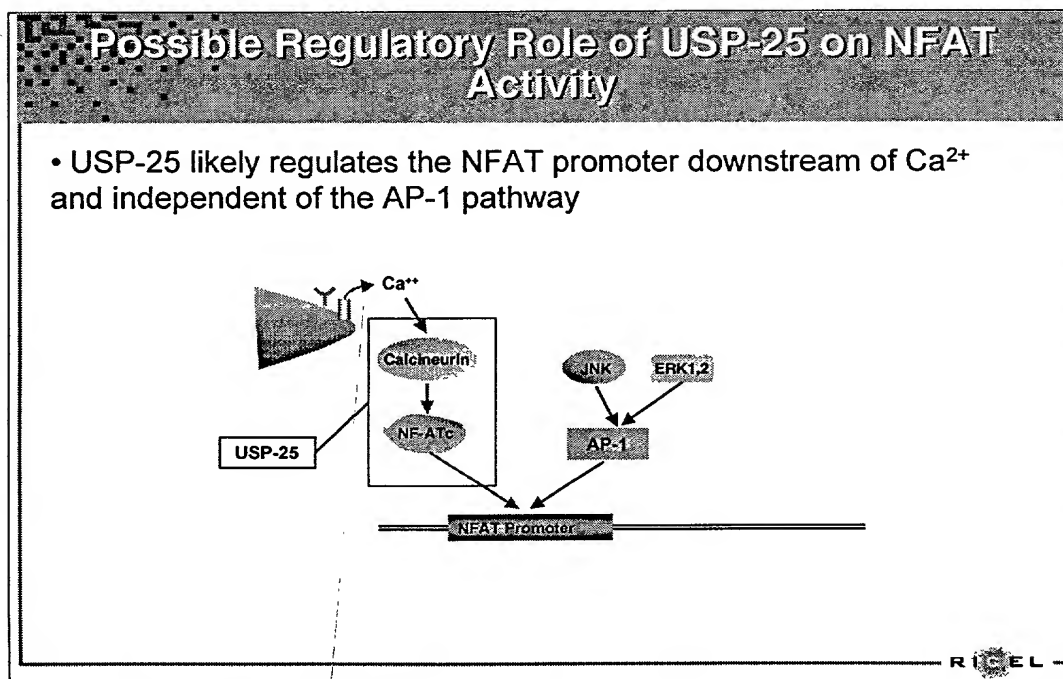 Possible Regulatory Role of USP-25 on NFAT
Activity
• USP-25 likely regulates the NFAT promoter downstream of Ca²⁺
and independent of the AP-1 pathway
Ca⁺⁺
Calcineurin
JNK
ERK1,2
NF-ATc
AP-1
USP-25
NFAT Promoter
RIGEL